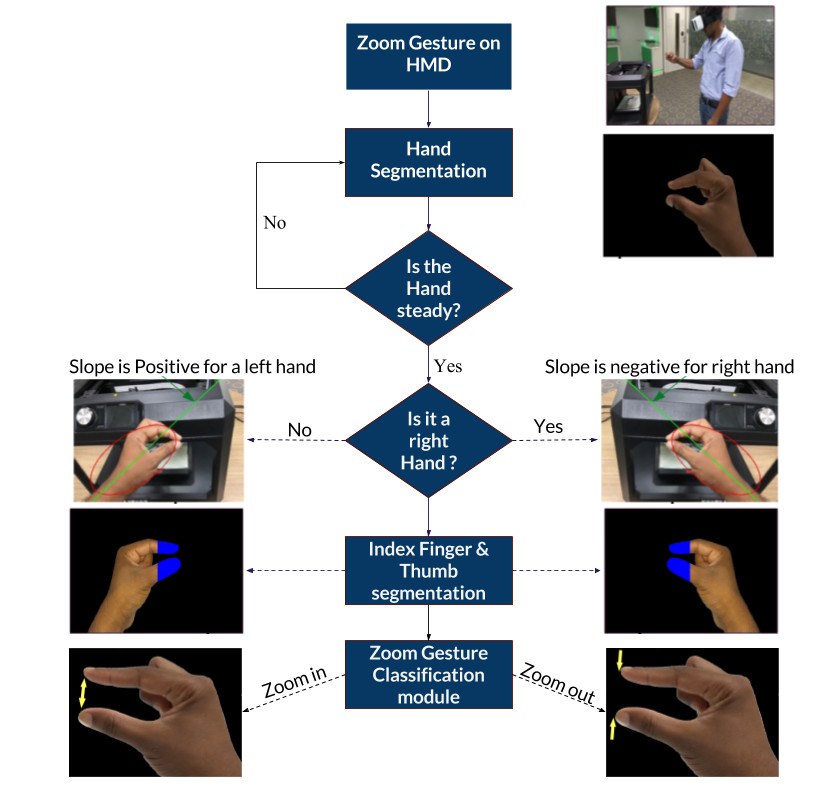 Zoom Gesture on
HMD
Hand
Segmentation
No
Is the
Hand
steady?
Yes
Slope is Positive for a left hand
Slope is negative for right hand
Is it a
right
Hand ?
No
Yes
Index Finger &
Thumb
segmentation
Zoom Gesture
Classification
module
Zoom in
Zoom out